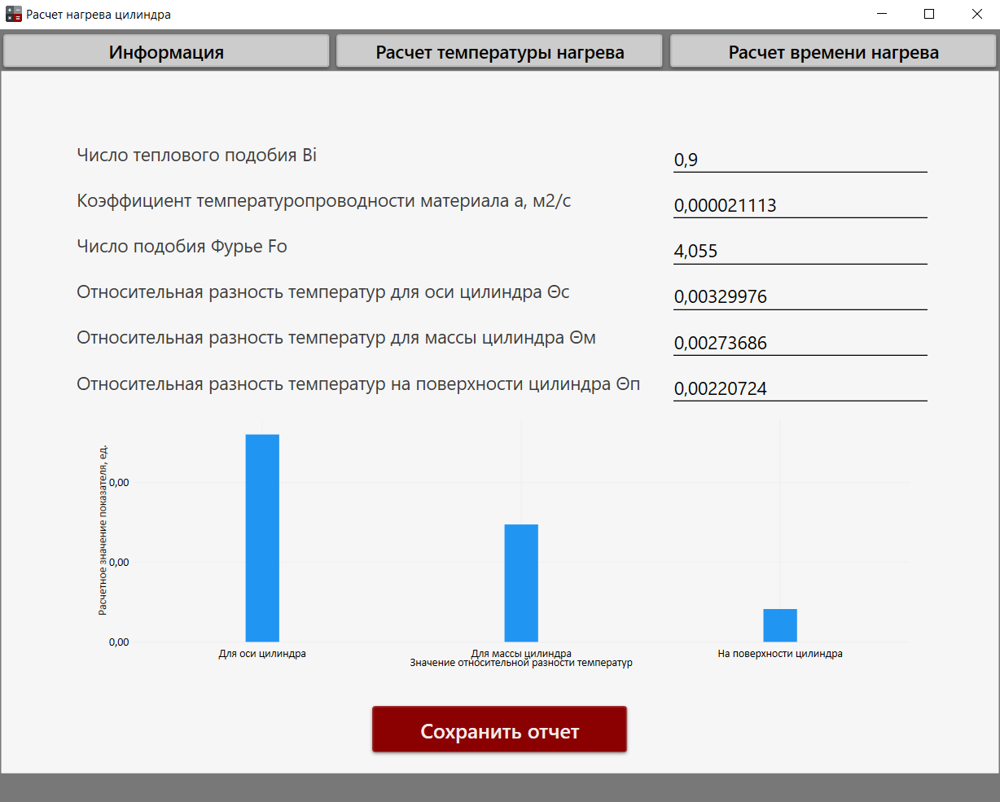 Расчет нагрева цилиндра
Информация
Расчет температуры нагрева
Расчет времени нагрева
Число теплового подобия Bi
0,9
Коэффициент температуропроводности материала a, м2/с
0,000021113
Число подобия Фурье Fo
4,055
Относительная разность температур для оси цилиндра Θс
0,00329976
Относительная разность температур для массы цилиндра Θм
0,00273686
Относительная разность температур на поверхности цилиндра Θп
0,00220724
Расчетное значение показателя, ед.
0,00
0,00
0,00
Для оси цилиндра
Для массы цилиндра
На поверхности цилиндра
Значение относительной разности температур
Сохранить отчет